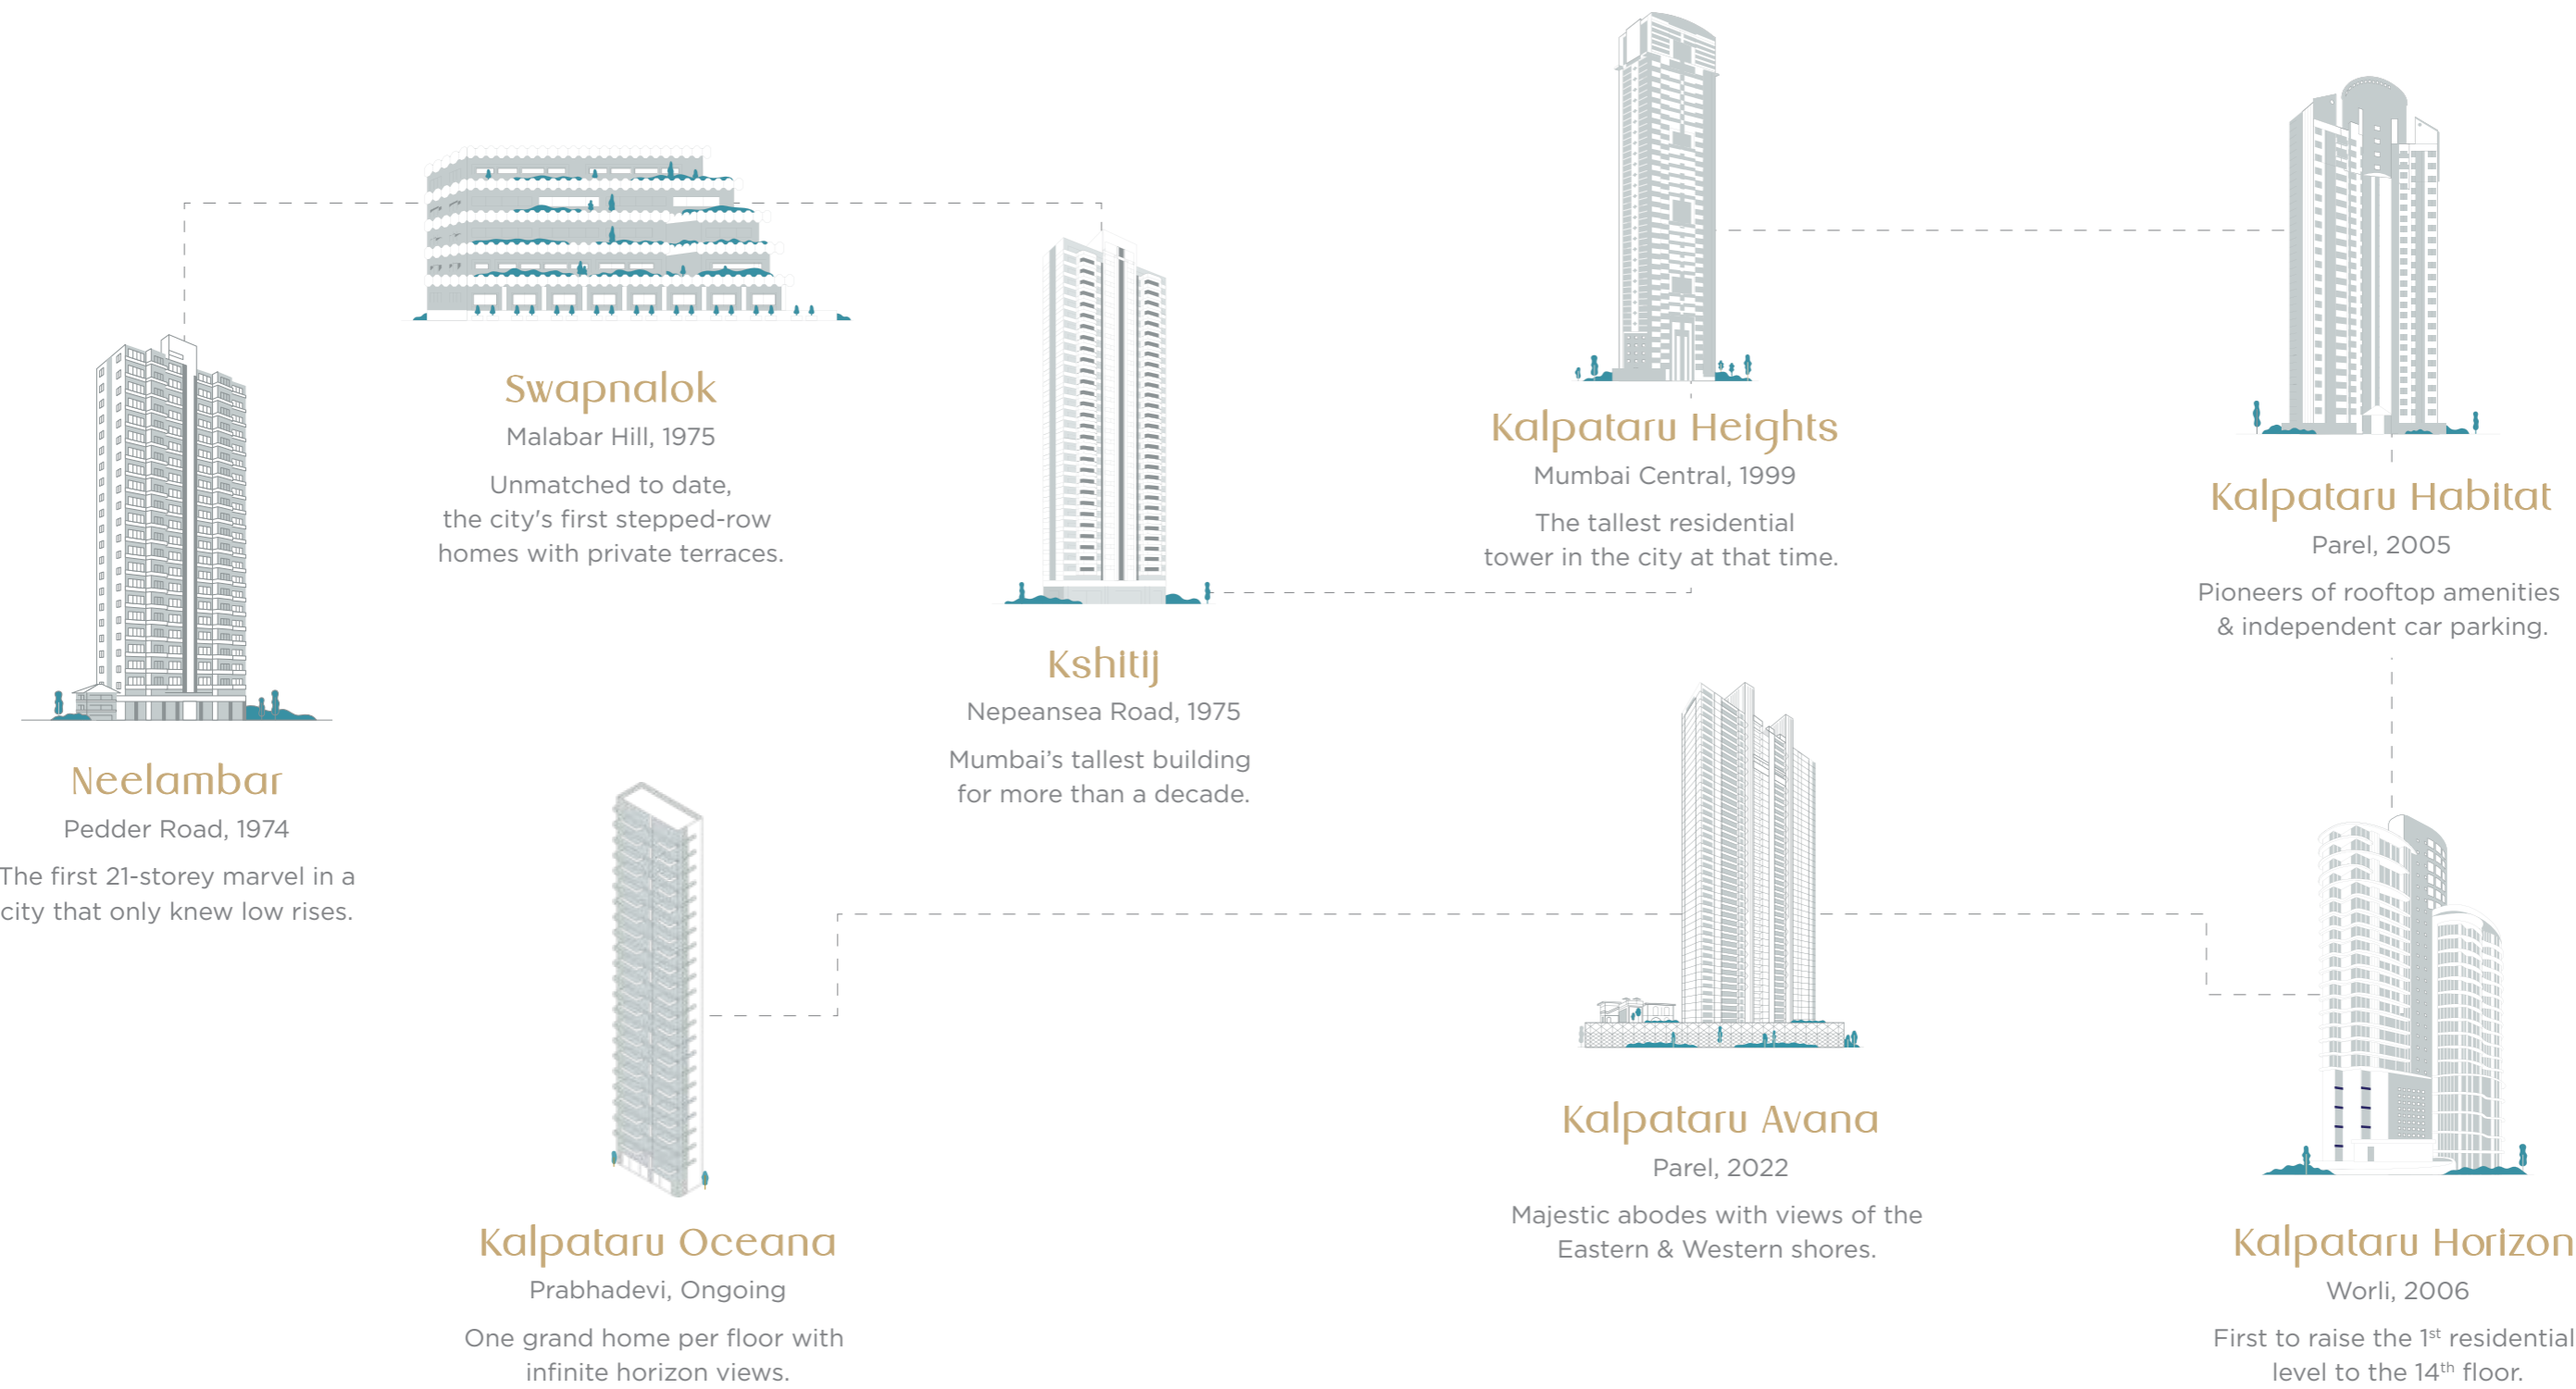 Neelambar
Pedder Road, 1974
The first 21-storey marvel in a
city that only knew low rises.
Swapnalok
Malabar Hill, 1975
Unmatched to date,
the city's first stepped-row
homes with private terraces.
Kshitij
Nepeansea Road, 1975
Mumbai’s tallest building
for more than a decade.
Kalpataru Heights
Mumbai Central, 1999
The tallest residential
tower in the city at that time.
Kalpataru Habitat
Parel, 2005
Pioneers of rooftop amenities
& independent car parking.
Kalpataru Horizon
Worli, 2006
First to raise the 1st residential
level to the 14th floor.
Kalpataru Avana
Parel, 2022
Majestic abodes with views of the
Eastern & Western shores.
Kalpataru Oceana
Prabhadevi, Ongoing
One grand home per floor with
infinite horizon views.